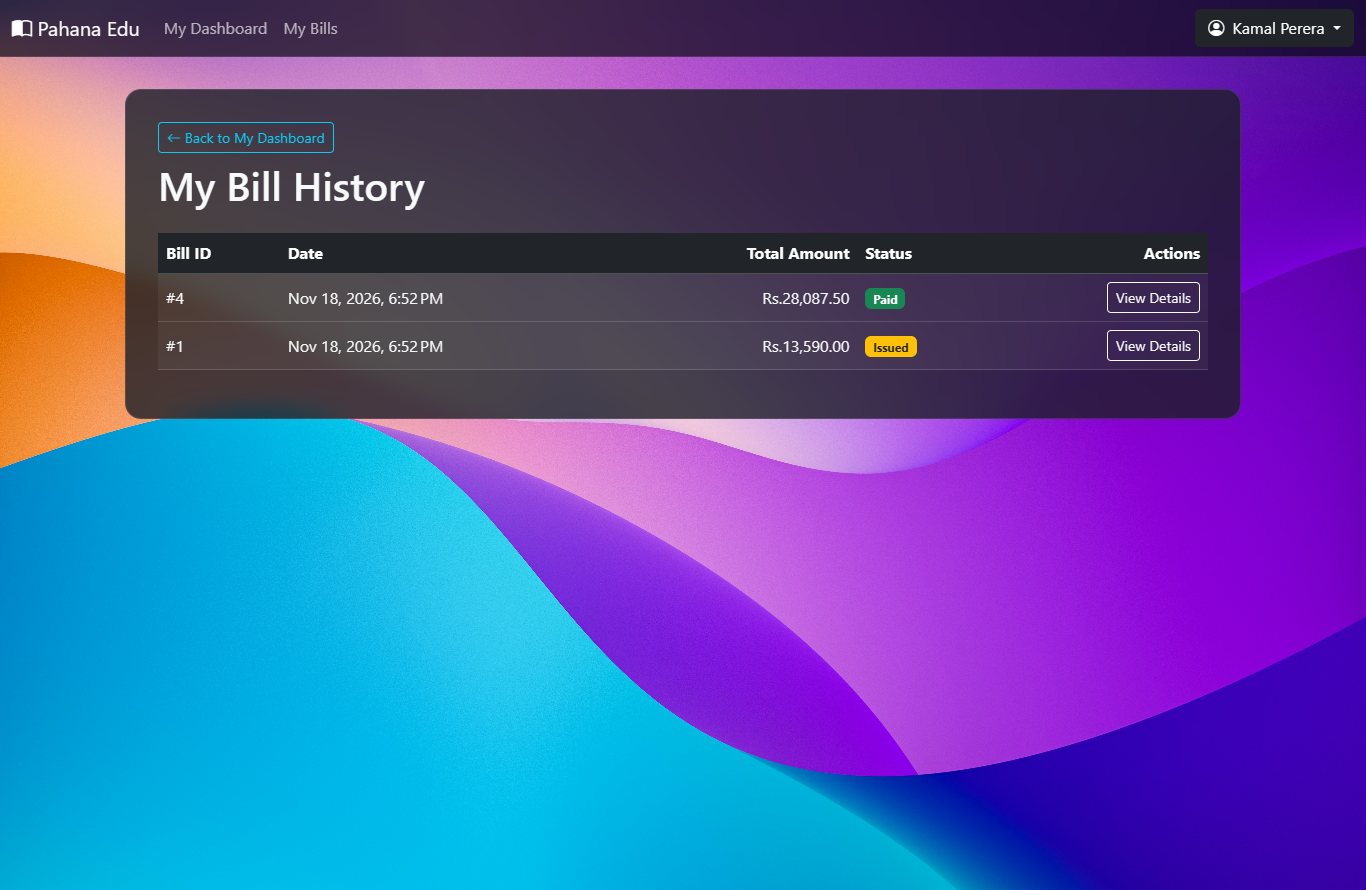 Pahana Edu My Dashboard My Bills Kamal Perera
← Back to My Dashboard
My Bill History
Bill ID Date Total Amount Status Actions
#4 Nov 18, 2026, 6:52 PM Rs.28,087.50 Paid View Details
#1 Nov 18, 2026, 6:52 PM Rs.13,590.00 Issued View Details